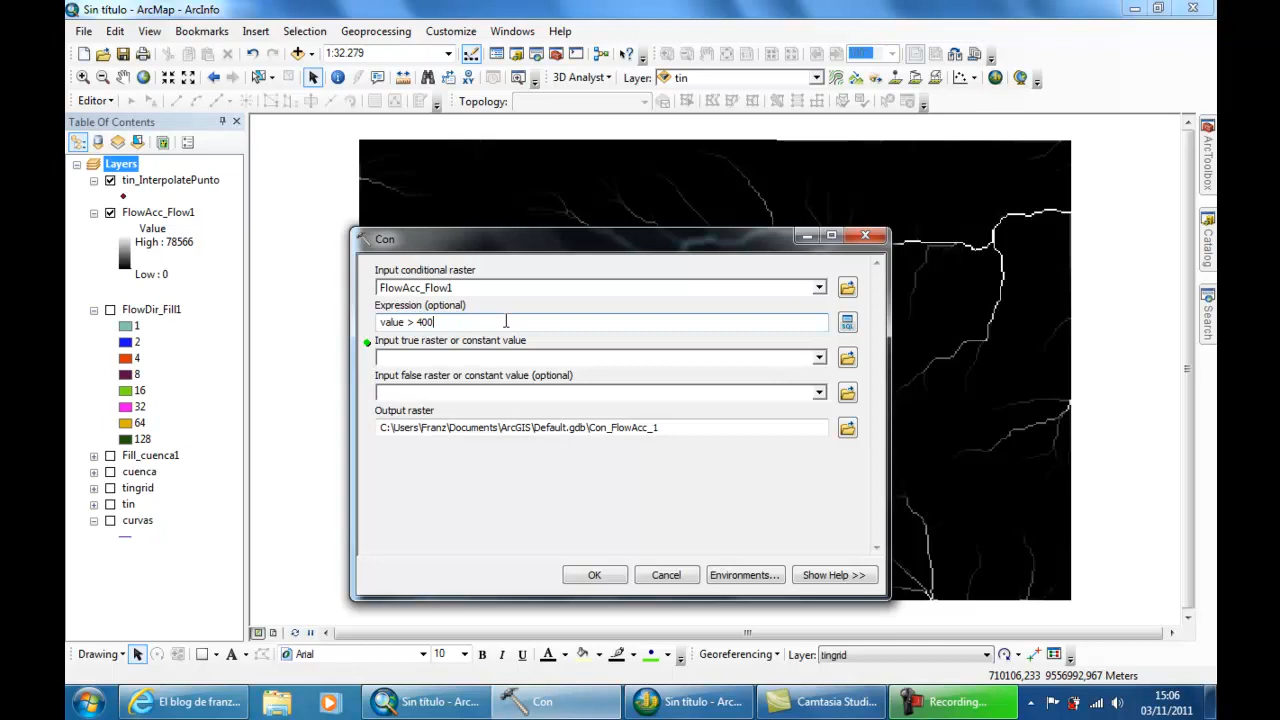 Sin título - ArcMap - ArcInfo
File Edit View Bookmarks Insert Selection Geoprocessing Customize Windows Help
1:32.279
3D Analyst Layer: tin
Editor Topology:
Table Of Contents
Layers
tin_InterpolatePunto
FlowAcc_Flow1
Value
High : 78566
Low : 0
FlowDir_Fill1
1
2
4
8
16
32
64
128
Fill_cuenca1
cuenca
tingrid
tin
curvas
Con
Input conditional raster
FlowAcc_Flow1
Expression (optional)
value > 400
SQL
Input true raster or constant value
Input false raster or constant value (optional)
Output raster
C:\Users\Franz\Documents\ArcGIS\Default.gdb\Con_FlowAcc_1
OK Cancel Environments... Show Help >>
ArcToolbox
Catalog
Search
Drawing A Arial 10 B I U A Georeferencing Layer: tingrid
710106,233 9556992,967 Meters
El blog de franz... Sin título - Arc... Con Sin título - Arc... Camtasia Studi... Recording...
15:06
03/11/2011